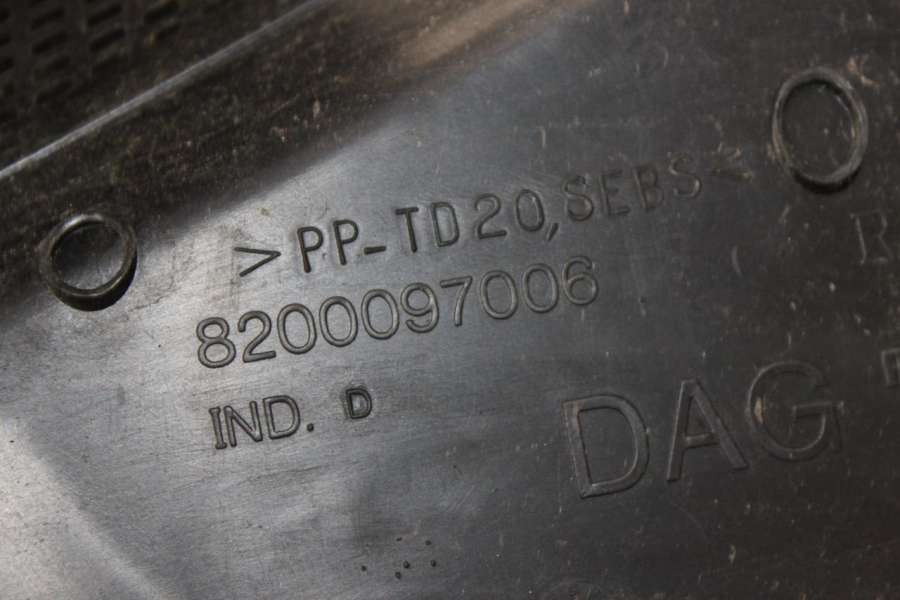 >PP-TD20,SEBS<
8200097006
IND. D
DAG
R